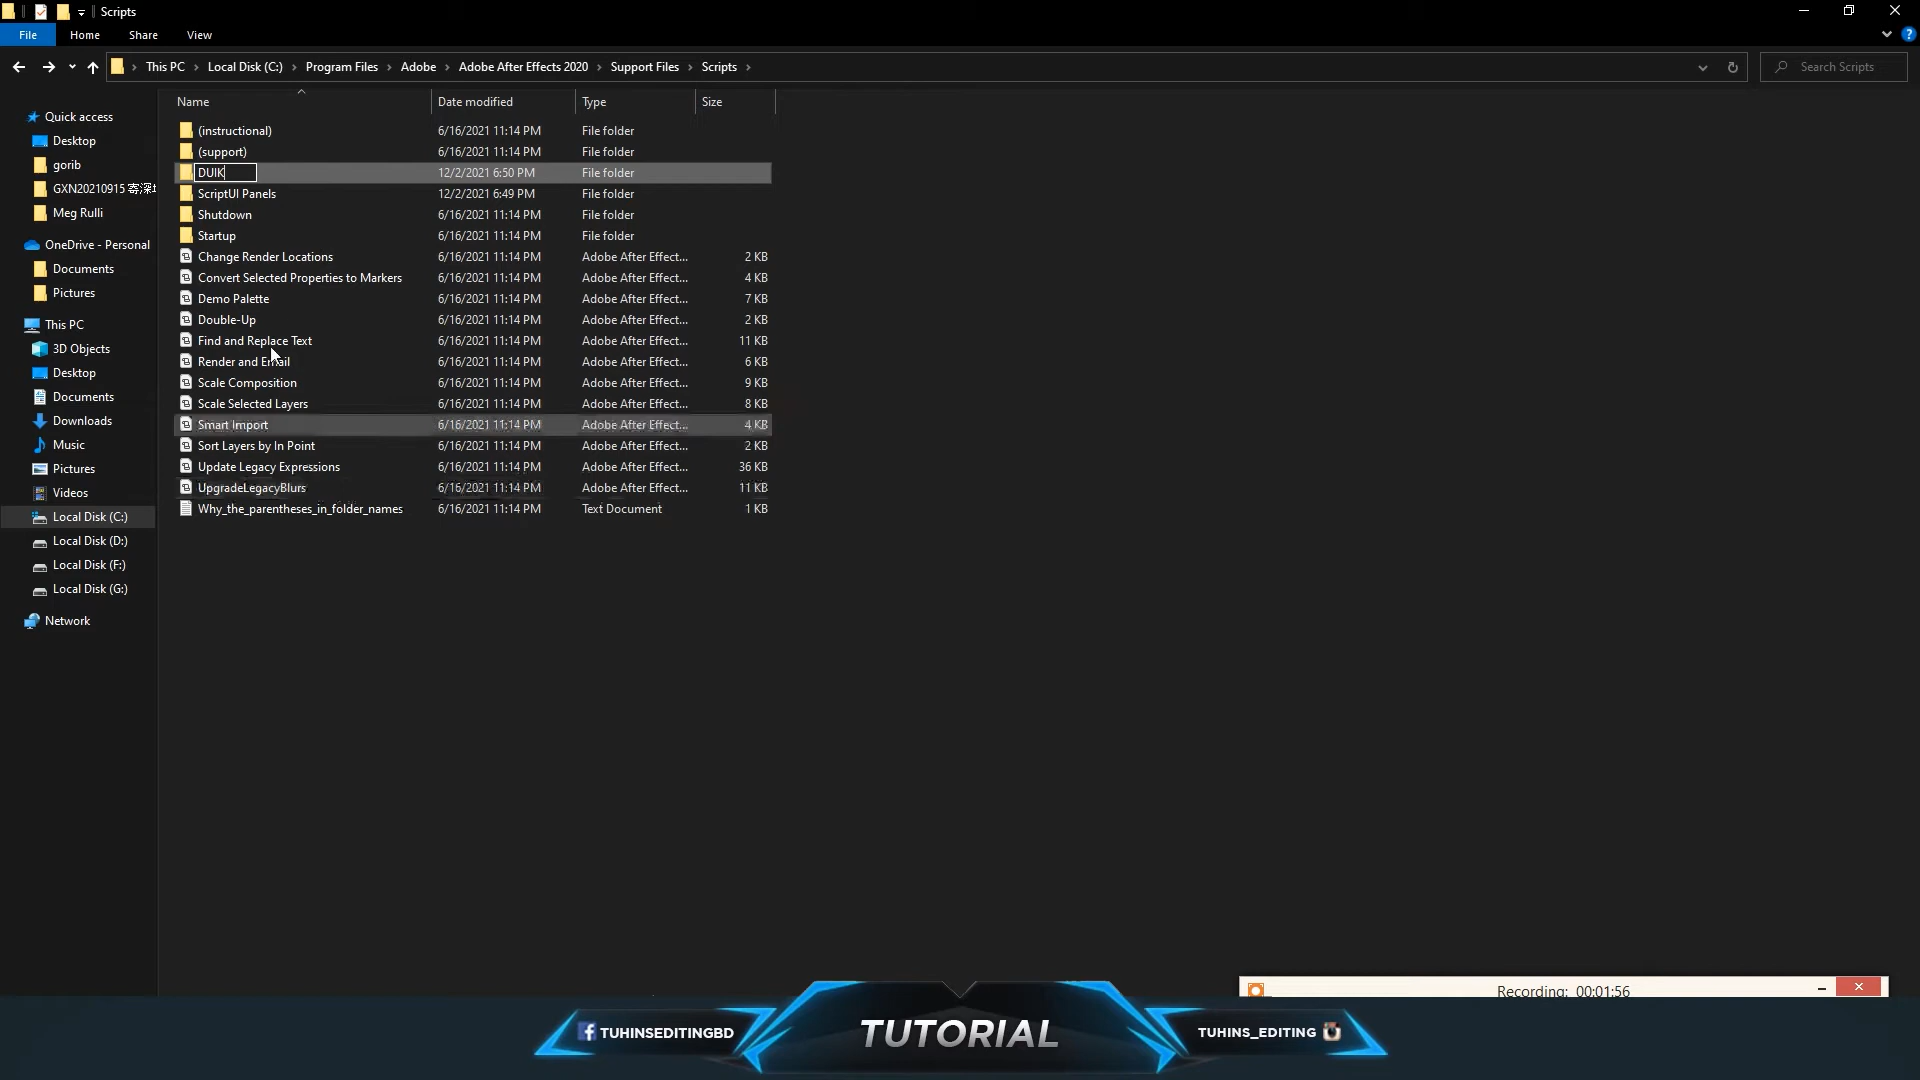 Scripts
File Home Share View
This PC Local Disk (C:) Program Files Adobe Adobe After Effects 2020 Support Files Scripts
Search Scripts
Name Date modified Type Size
(instructional) 6/16/2021 11:14 PM File folder
(support) 6/16/2021 11:14 PM File folder
DUIK 12/2/2021 6:50 PM File folder
ScriptUI Panels 12/2/2021 6:49 PM File folder
Shutdown 6/16/2021 11:14 PM File folder
Startup 6/16/2021 11:14 PM File folder
Change Render Locations 6/16/2021 11:14 PM Adobe After Effect... 2 KB
Convert Selected Properties to Markers 6/16/2021 11:14 PM Adobe After Effect... 4 KB
Demo Palette 6/16/2021 11:14 PM Adobe After Effect... 7 KB
Double-Up 6/16/2021 11:14 PM Adobe After Effect... 2 KB
Find and Replace Text 6/16/2021 11:14 PM Adobe After Effect... 11 KB
Render and Email 6/16/2021 11:14 PM Adobe After Effect... 6 KB
Scale Composition 6/16/2021 11:14 PM Adobe After Effect... 9 KB
Scale Selected Layers 6/16/2021 11:14 PM Adobe After Effect... 8 KB
Smart Import 6/16/2021 11:14 PM Adobe After Effect... 4 KB
Sort Layers by In Point 6/16/2021 11:14 PM Adobe After Effect... 2 KB
Update Legacy Expressions 6/16/2021 11:14 PM Adobe After Effect... 36 KB
UpgradeLegacyBlurs 6/16/2021 11:14 PM Adobe After Effect... 11 KB
Why_the_parentheses_in_folder_names 6/16/2021 11:14 PM Text Document 1 KB
Quick access
Desktop
gorib
GXN20210915
Meg Rulli
OneDrive - Personal
Documents
Pictures
This PC
3D Objects
Desktop
Documents
Downloads
Music
Pictures
Videos
Local Disk (C:)
Local Disk (D:)
Local Disk (F:)
Local Disk (G:)
Network
Recording: 00:01:56
TUHINSEDITINGBD
TUTORIAL
TUHINS_EDITING